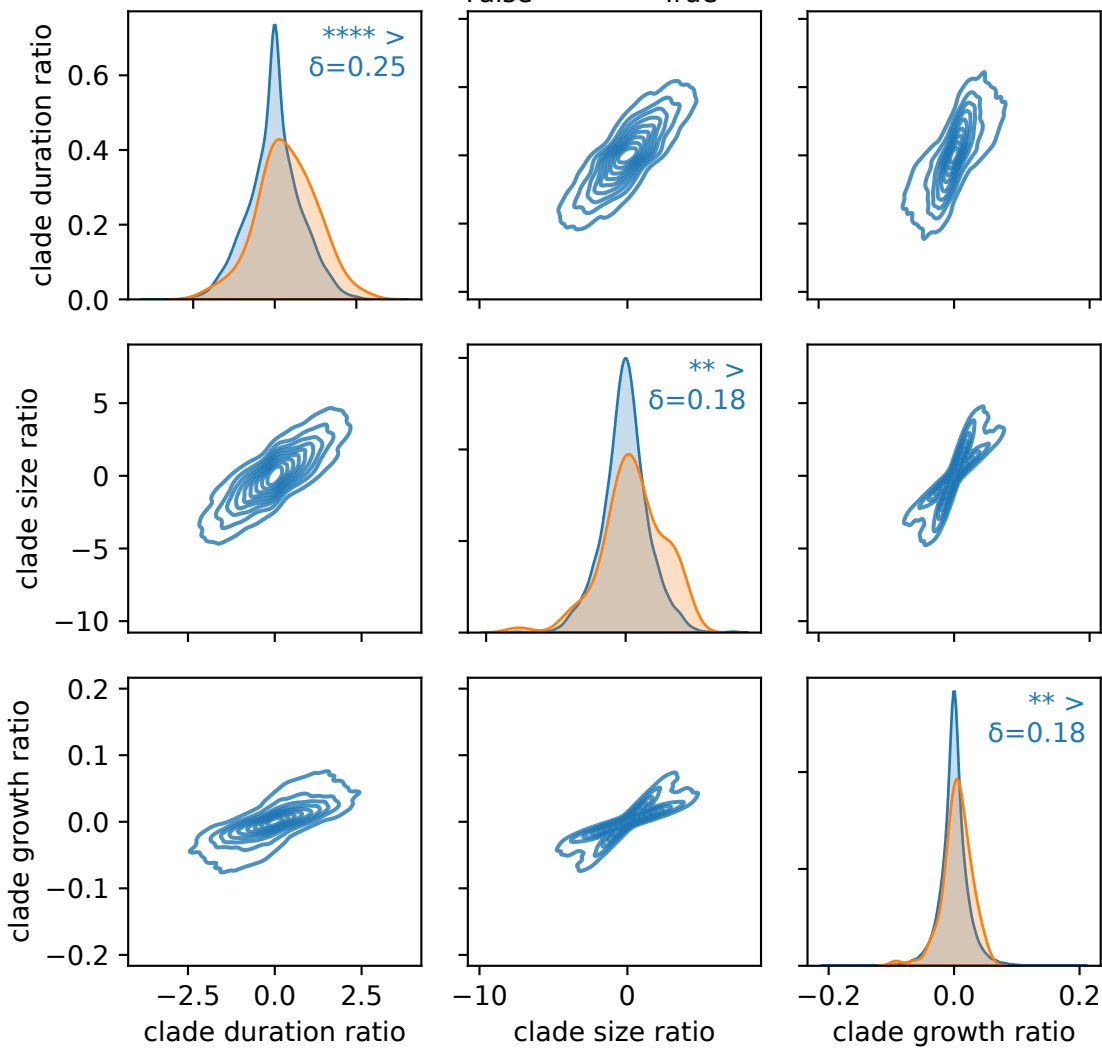 True
clade duration ratio
0.0
0.2
0.4
0.6
**** >
δ=0.25
clade size ratio
5
0
−5
−10
** >
δ=0.18
clade growth ratio
0.2
0.1
0.0
−0.1
−0.2
** >
δ=0.18
−2.5 0.0 2.5
−10 0
−0.2 0.0 0.2
clade duration ratio
clade size ratio
clade growth ratio